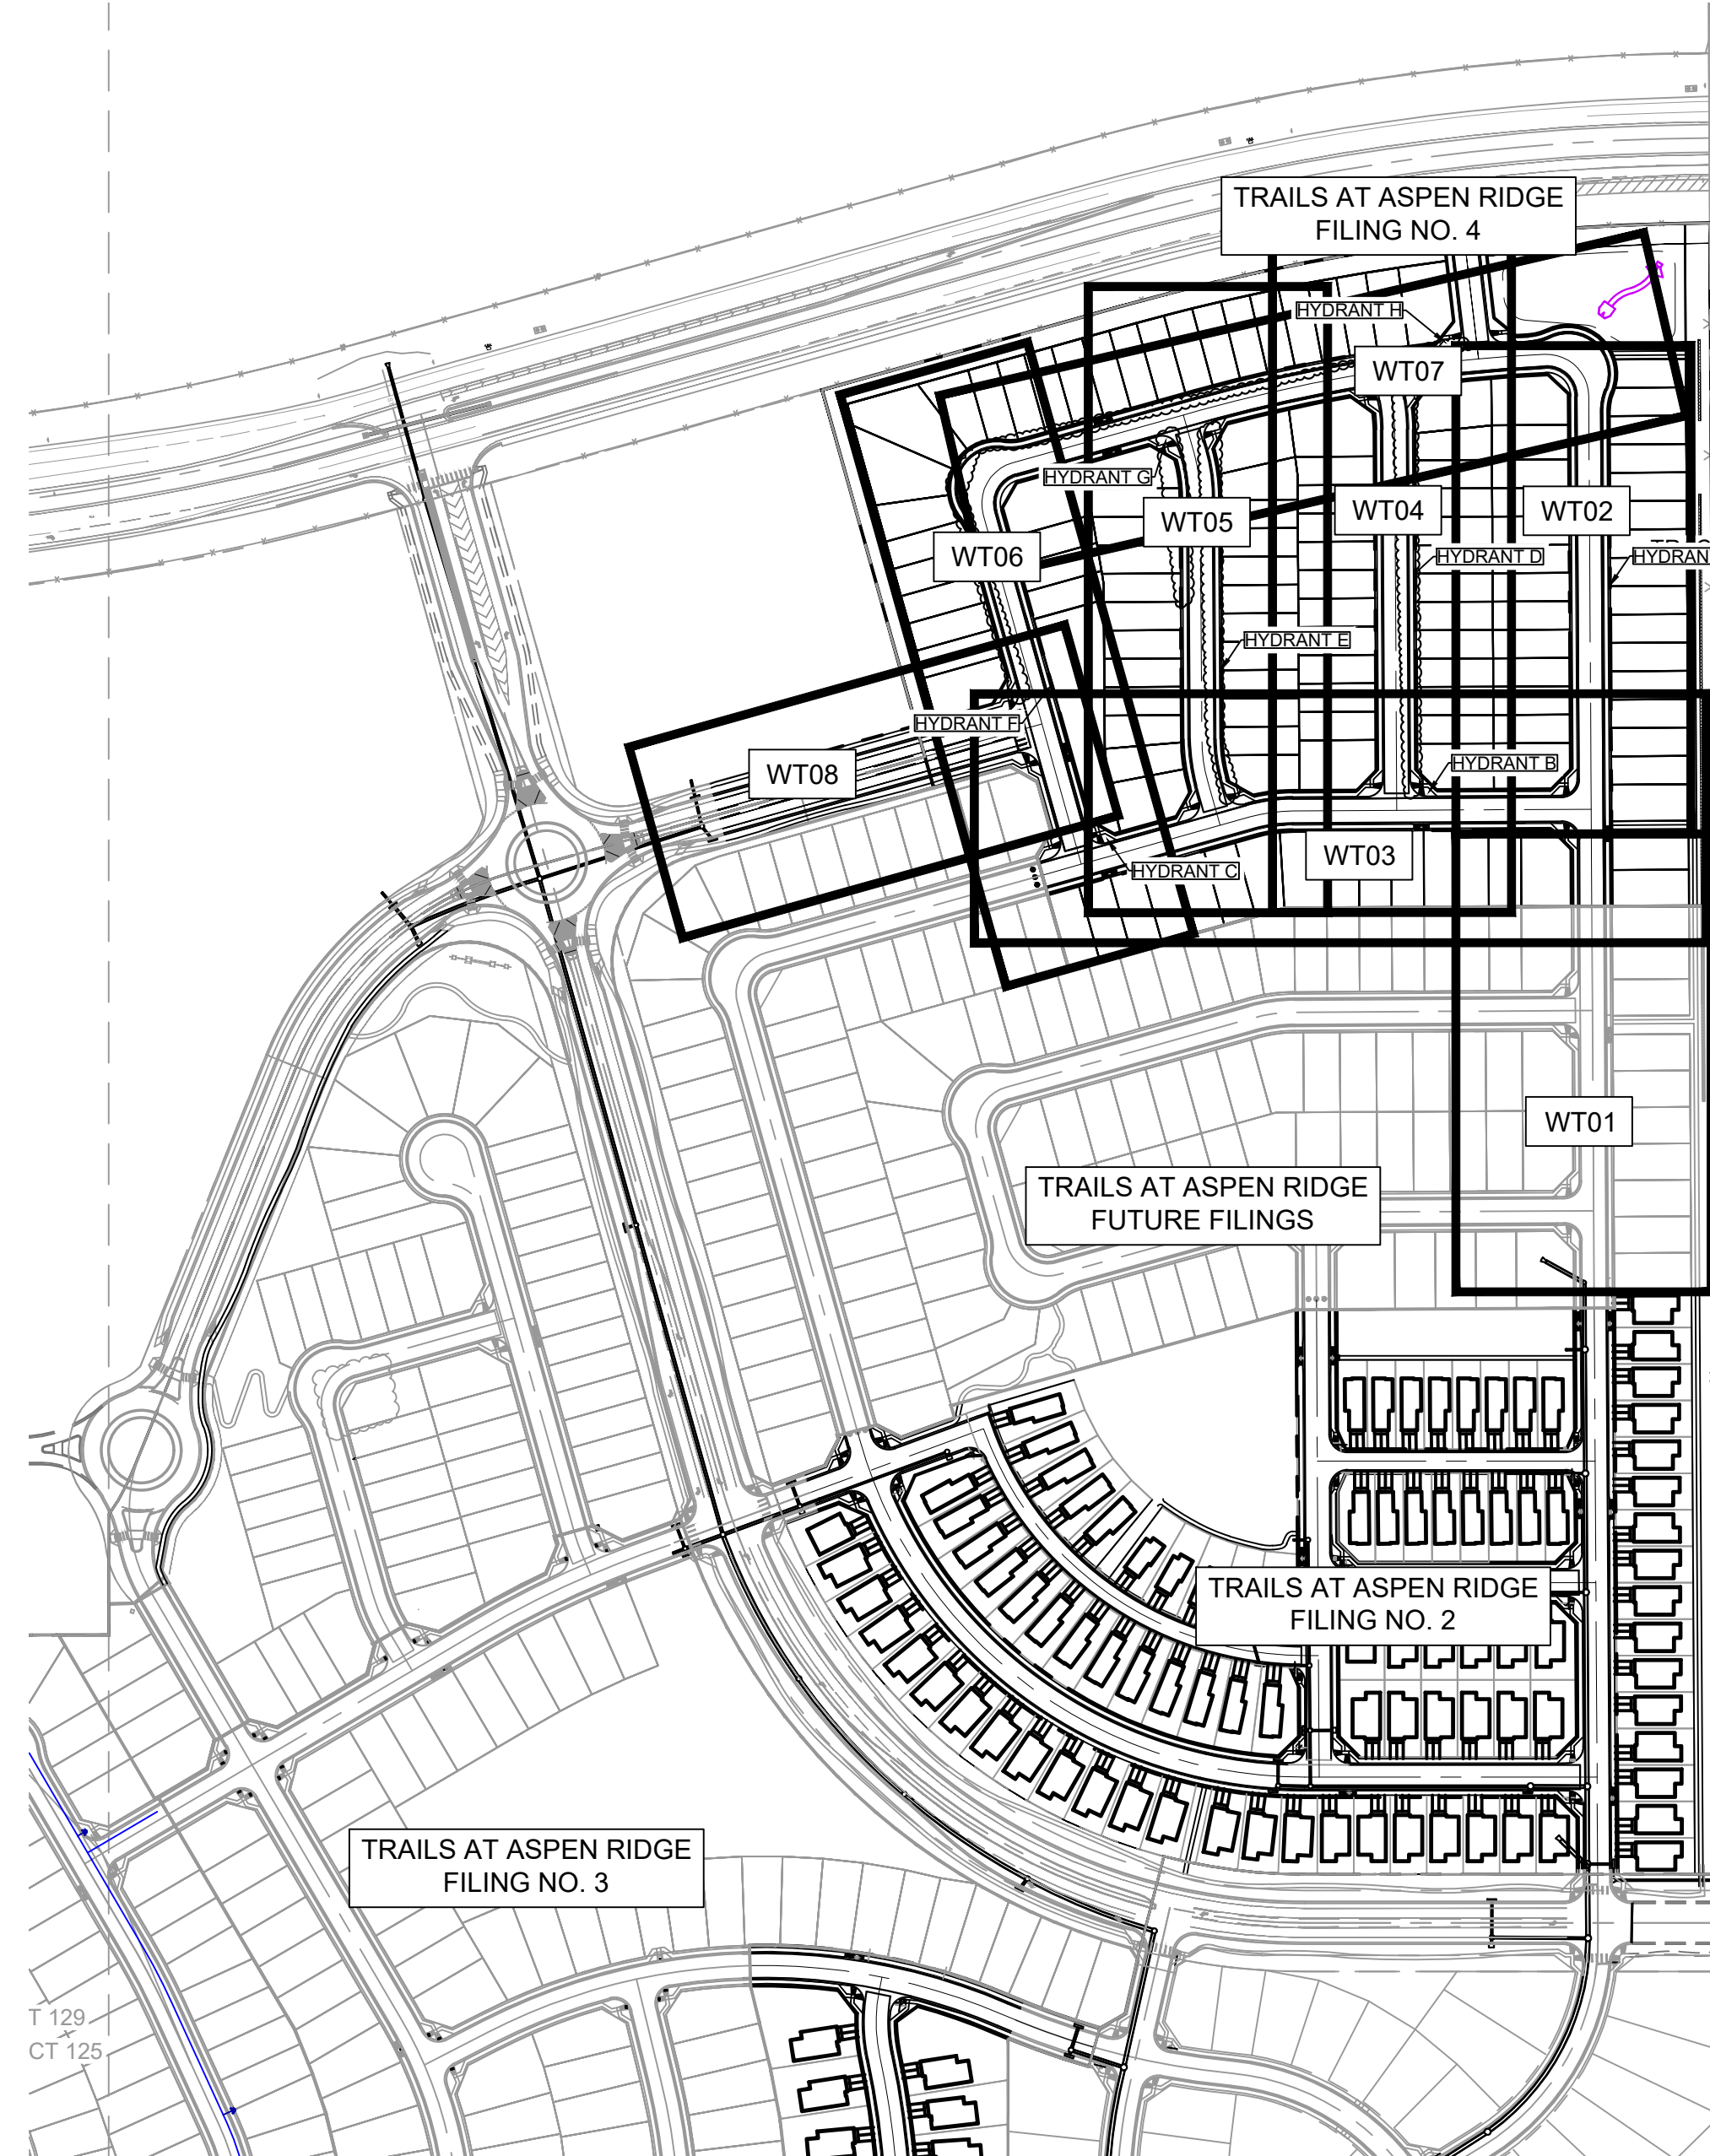 TRAILS AT ASPEN RIDGE
FILING NO. 4
HYDRANT H
WT07
HYDRANT G
WT05
WT04
WT02
WT06
HYDRANT D
HYDRAN
HYDRANT E
HYDRANT F
WT08
HYDRANT B
WT03
HYDRANT C
WT01
TRAILS AT ASPEN RIDGE
FUTURE FILINGS
TRAILS AT ASPEN RIDGE
FILING NO. 2
TRAILS AT ASPEN RIDGE
FILING NO. 3
T 129
CT 125